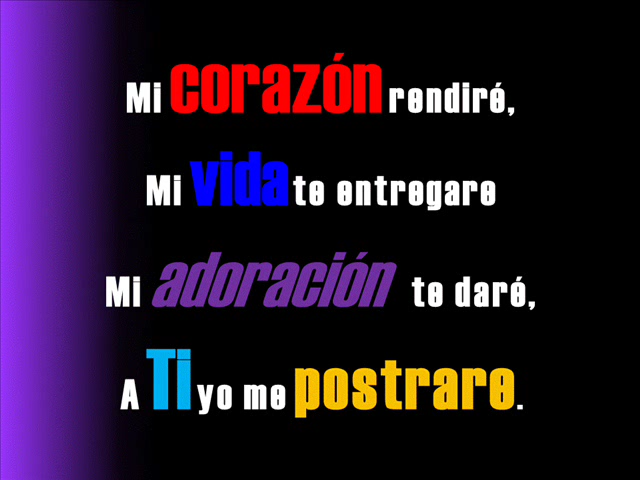 Mi corazón rendiré,
Mi vida te entregare
Mi adoración te daré,
A Ti yo me postrare.